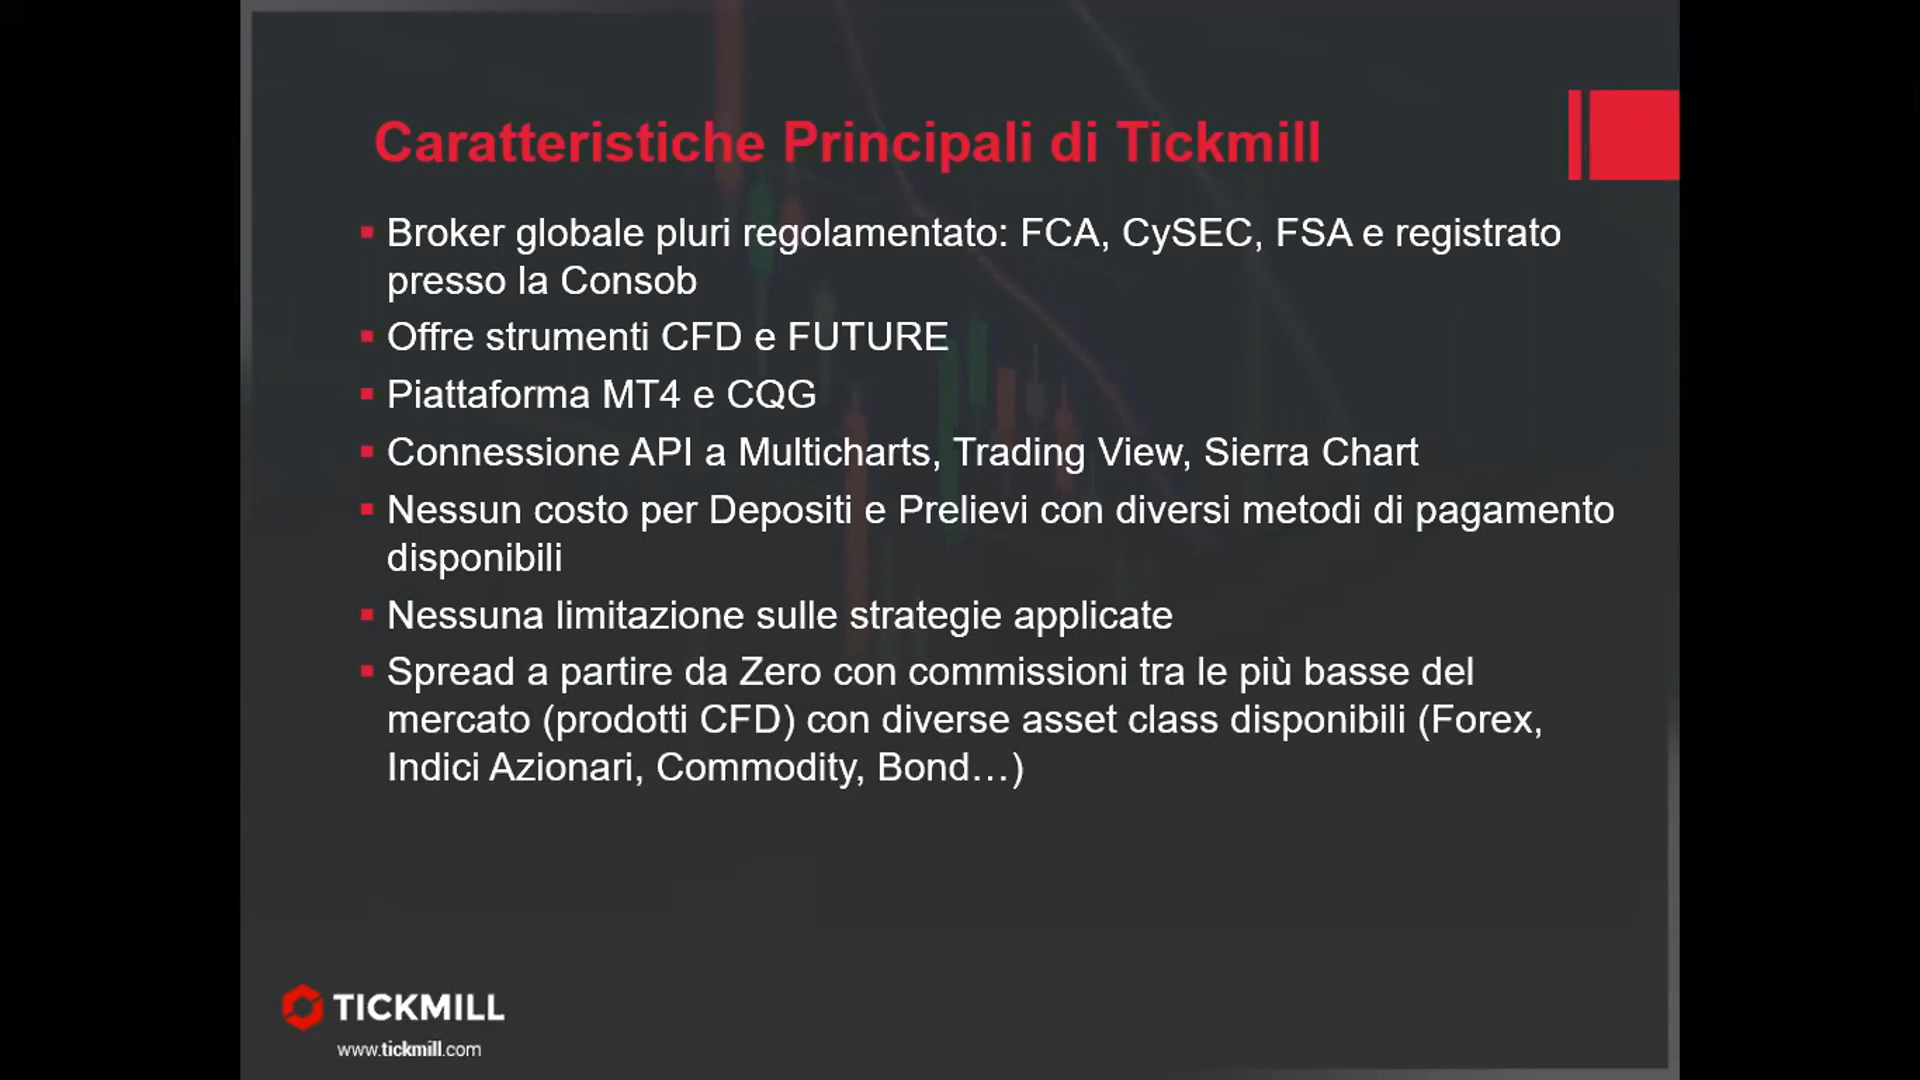 Caratteristiche Principali di Tickmill
Broker globale pluri regolamentato: FCA, CySEC, FSA e registrato
presso la Consob
Offre strumenti CFD e FUTURE
Piattaforma MT4 e CQG
Connessione API a Multicharts, Trading View, Sierra Chart
Nessun costo per Depositi e Prelievi con diversi metodi di pagamento
disponibili
Nessuna limitazione sulle strategie applicate
Spread a partire da Zero con commissioni tra le più basse del
mercato (prodotti CFD) con diverse asset class disponibili (Forex,
Indici Azionari, Commodity, Bond…)
TICKMILL
www.tickmill.com